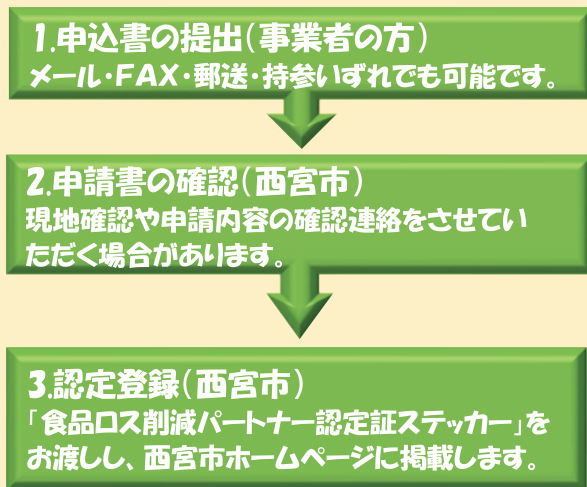 1.申込書の提出(事業者の方)
メール・FAX・郵送・持参いずれでも可能です。
2.申請書の確認(西宮市)
現地確認や申請内容の確認連絡をさせてい
ただく場合があります。
3.認定登録(西宮市)
「食品ロス削減パートナー認定証ステッカー」を
お渡しし、西宮市ホームページに掲載します。